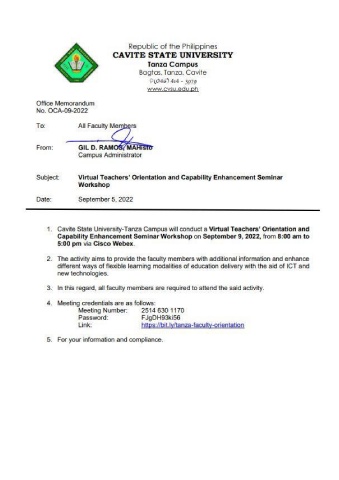 Republic of the Philippines
CAVITE STATE UNIVERSITY
Tanza Campus
Bagtas, Tanza, Cavite
www.cvsu.edu.ph
Office Memorandum
No. OCA-09-2022
To: All Faculty Members
From: GIL D. RAMOS, MAHisto
Campus Administrator
Subject: Virtual Teachers' Orientation and Capability Enhancement Seminar
Workshop
Date: September 5, 2022
1. Cavite State University-Tanza Campus will conduct a Virtual Teachers' Orientation and
Capability Enhancement Seminar Workshop on September 9, 2022, from 8:00 am to
5:00 pm via Cisco Webex.
2. The activity aims to provide the faculty members with additional information and enhance
different ways of flexible learning modalities of education delivery with the aid of ICT and
new technologies.
3. In this regard, all faculty members are required to attend the said activity.
4. Meeting credentials are as follows:
Meeting Number: 2514 630 1170
Password: FJgDH93ki56
Link: https://bit.ly/tanza-faculty-orientation
5. For your information and compliance.